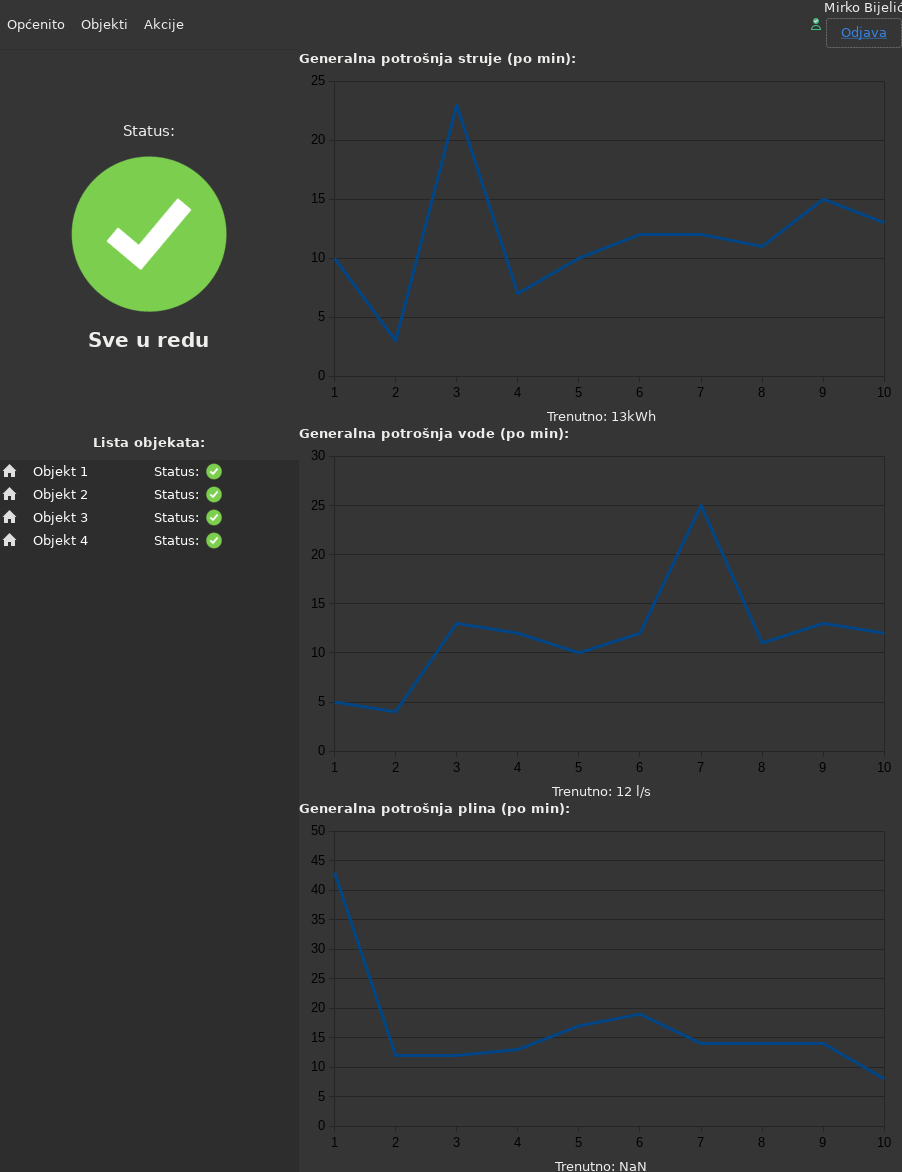 Općenito Objekti Akcije
Mirko Bijelić
Odjava
Status:
Sve u redu
Lista objekata:
Objekt 1 Status:
Objekt 2 Status:
Objekt 3 Status:
Objekt 4 Status:
Generalna potrošnja struje (po min):
25
20
15
10
5
0
1 2 3 4 5 6 7 8 9 10
Trenutno: 13kWh
Generalna potrošnja vode (po min):
30
25
20
15
10
5
0
1 2 3 4 5 6 7 8 9 10
Trenutno: 12 l/s
Generalna potrošnja plina (po min):
50
45
40
35
30
25
20
15
10
5
0
1 2 3 4 5 6 7 8 9 10
Trenutno: NaN